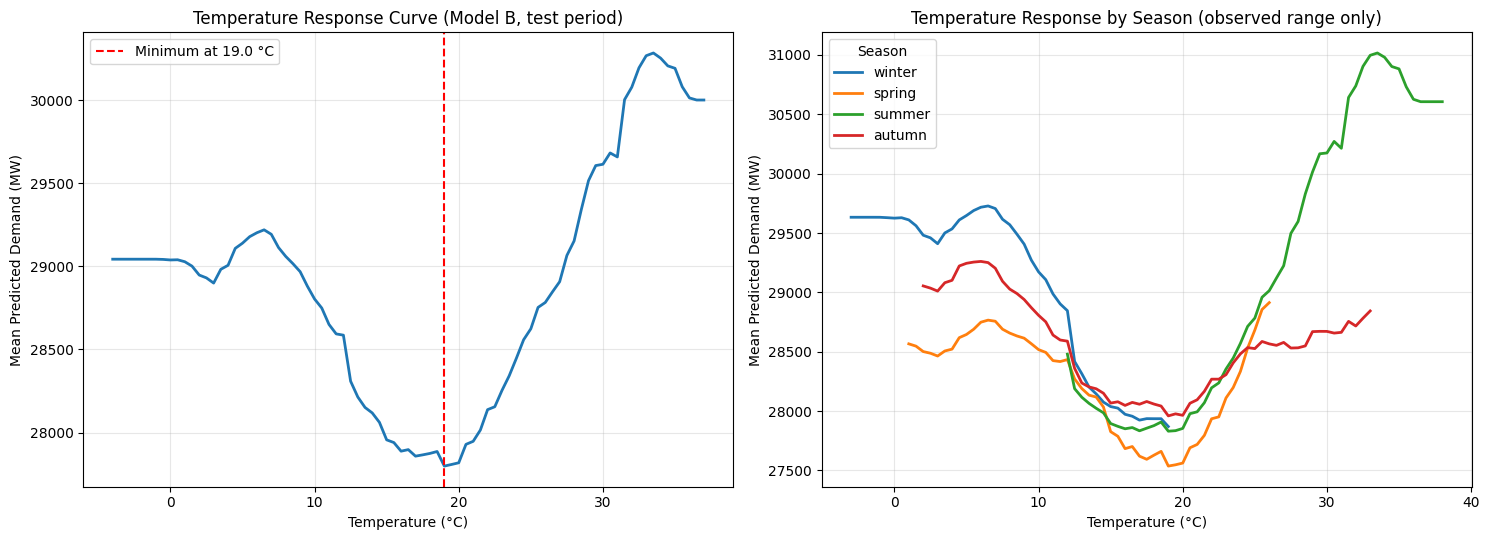 Temperature Response Curve (Model B, test period)
Minimum at 19.0 °C
30000
29500
29000
28500
28000
Mean Predicted Demand (MW)
0
10
20
30
Temperature (°C)
Temperature Response by Season (observed range only)
Season
winter
spring
summer
autumn
31000
30500
30000
29500
29000
28500
28000
27500
Mean Predicted Demand (MW)
0
10
20
30
40
Temperature (°C)